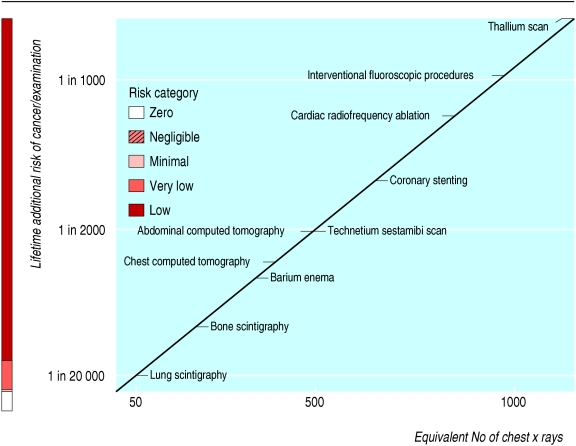 Thallium scan
1 in 1000
Interventional fluoroscopic procedures
Risk category
Zero
Cardiac radiofrequency ablation
Negligible
Minimal
Coronary stenting
Very low
Low
1 in 2000
Abdominal computed tomography
Technetium sestamibi scan
Chest computed tomography
Barium enema
Bone scintigraphy
1 in 20 000
Lung scintigraphy
50
500
1000
Lifetime additional risk of cancer/examination
Equivalent No of chest x rays